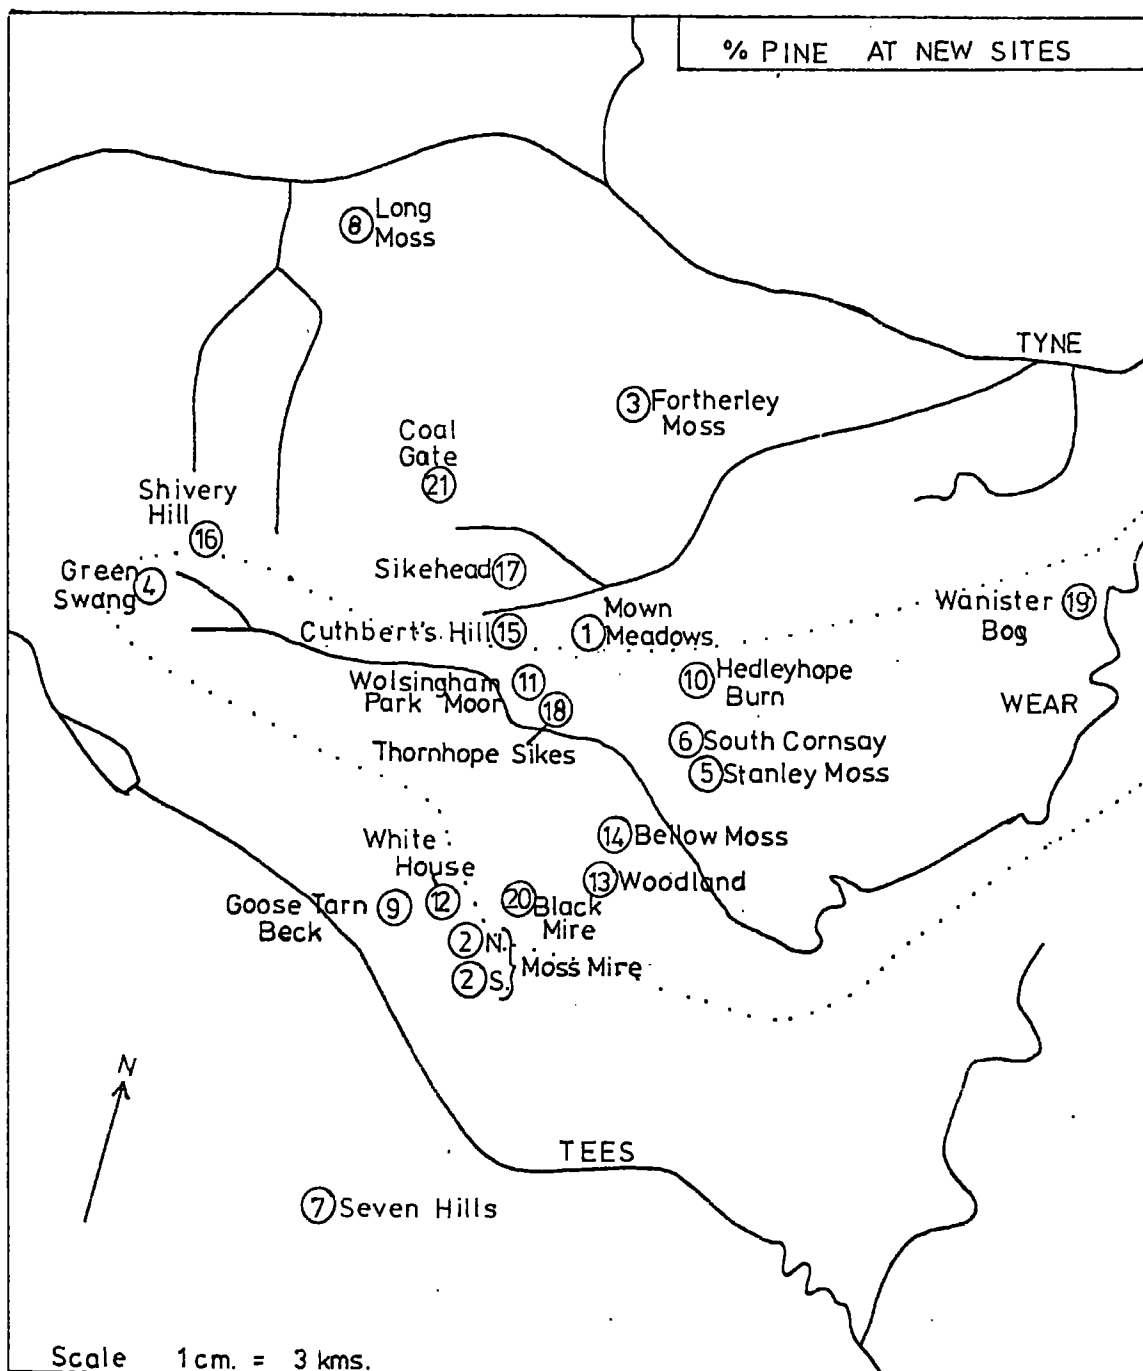 % PINE AT NEW SITES
8 Long
Moss
TYNE
3 Fortherley
Moss
Coal
Gate
21
Shivery
Hill
16
Green
Swang 4
Sikehead 17
Mown
1 Meadows
Wanister 19
Bog
Cuthbert's Hill 15
Wolsingham 11
Park Moor
18
Thornhope Sikes
10 Hedleyhope
Burn
WEAR
6 South Cornsay
5 Stanley Moss
14 Bellow Moss
White
House
12
13 Woodland
Goose Tarn 9
Beck
20 Black
Mire
2 N.
2 S.
Moss Mire
N
TEES
7 Seven Hills
Scale 1cm. = 3 kms.